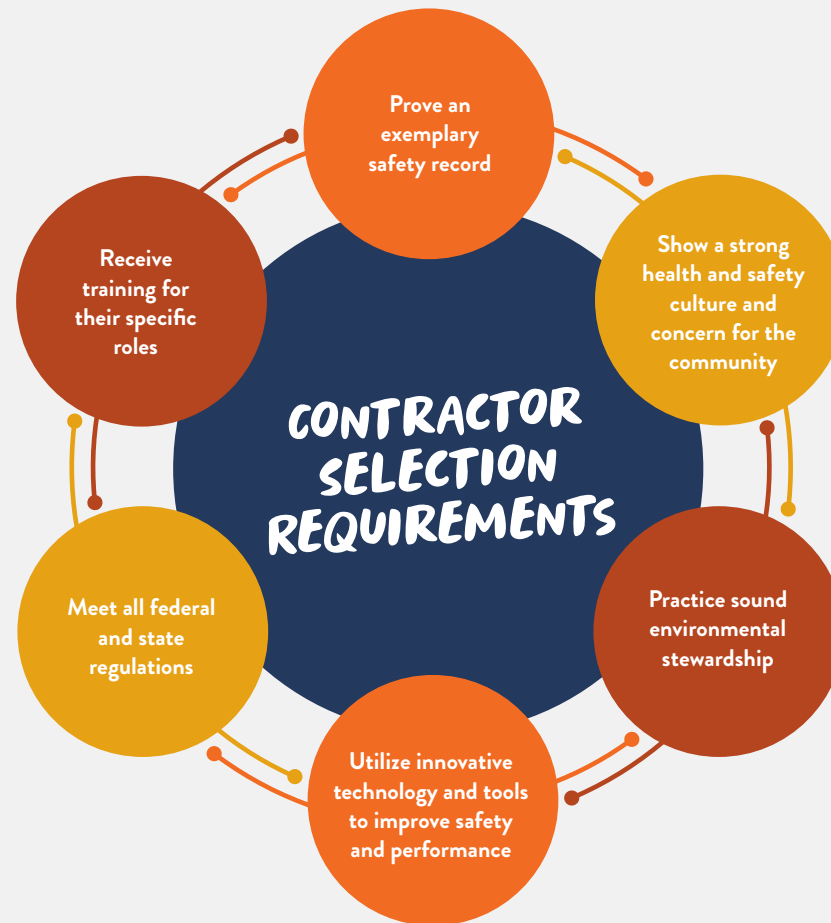 Prove an
exemplary
safety record
Show a strong
health and safety
culture and
concern for the
community
Practice sound
environmental
stewardship
Utilize innovative
technology and tools
to improve safety
and performance
Meet all federal
and state
regulations
Receive
training for
their specific
roles
CONTRACTOR
SELECTION
REQUIREMENTS